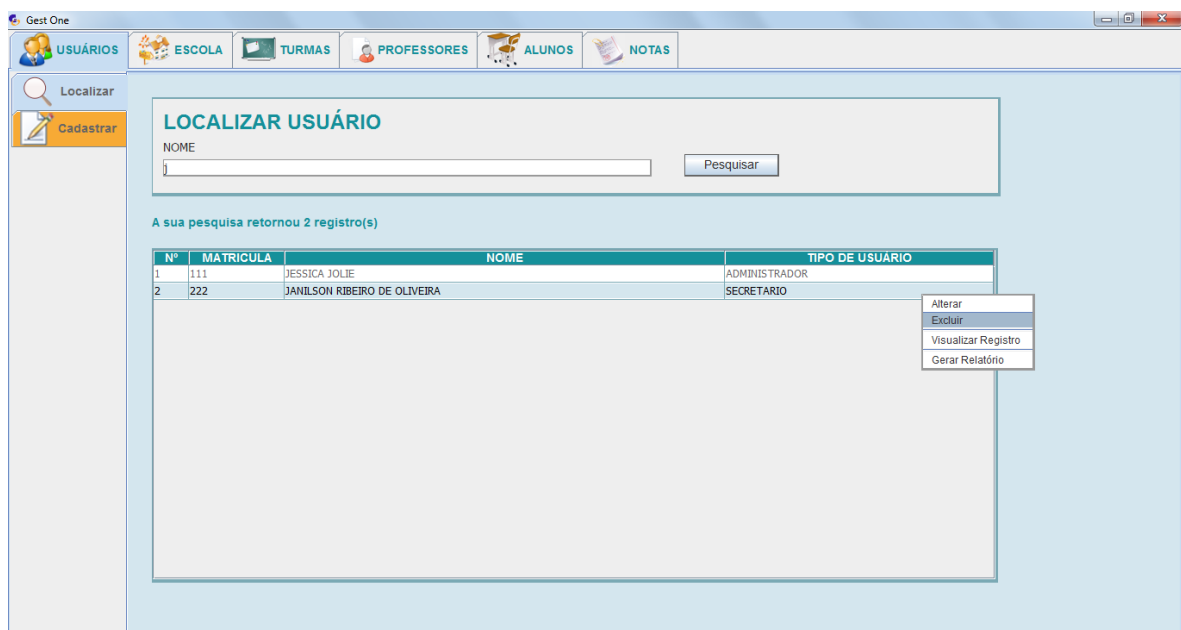 Gest One
USUÁRIOS ESCOLA TURMAS PROFESSORES ALUNOS NOTAS
Localizar
Cadastrar
LOCALIZAR USUÁRIO
NOME
j
Pesquisar
A sua pesquisa retornou 2 registro(s)
Nº MATRICULA NOME TIPO DE USUÁRIO
1 111 JESSICA JOLIE ADMINISTRADOR
2 222 JANILSON RIBEIRO DE OLIVEIRA SECRETARIO
Alterar
Excluir
Visualizar Registro
Gerar Relatório